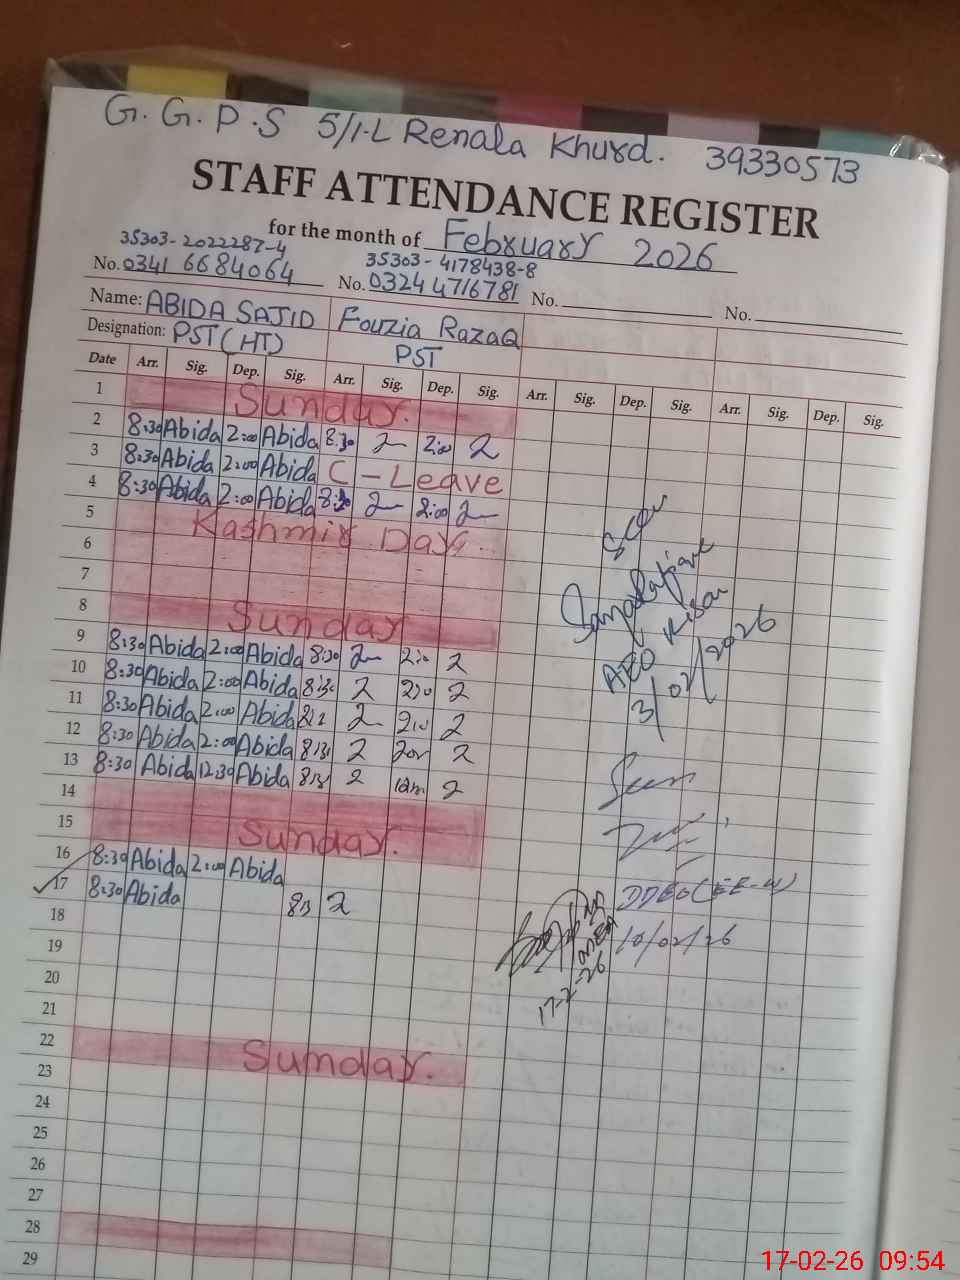 G.G.P.S 5/1-L Renala Khurd. 39330573
STAFF ATTENDANCE REGISTER
for the month of February 2026
35303-2022287-4 35303-4178438-8
No. 0341 6684064 No. 0324 4716781 No. No.
Name: ABIDA SAJID Fouzia RazaQ
Designation: PST(HT) PST
Date Arr. Sig. Dep. Sig. Arr. Sig. Dep. Sig. Arr. Sig. Dep. Sig. Arr. Sig. Dep. Sig.
1 Sunday.
2 8:30 Abida 2:00 Abida 8:30 2:00
3 8:30 Abida 2:00 Abida C-Leave
4 8:30 Abida 2:00 Abida 8:30 2:00
5 Kashmir Day.
6
7
8 Sunday
9 8:30 Abida 2:00 Abida 8:30
10 8:30 Abida 2:00 Abida
11 8:30 Abida 2:00 Abida
12 8:30 Abida 2:00 Abida
13 8:30 Abida 12:30 Abida
14
15 Sunday.
16 8:30 Abida 2:00 Abida
17 8:30 Abida
18
19
20
21
22 Sunday.
23
24
25
26
27
28
29
Seen
AEO
3/02/2026
DDEO(EE-W)
10/02/26
17-2-26
17-02-26 09:54